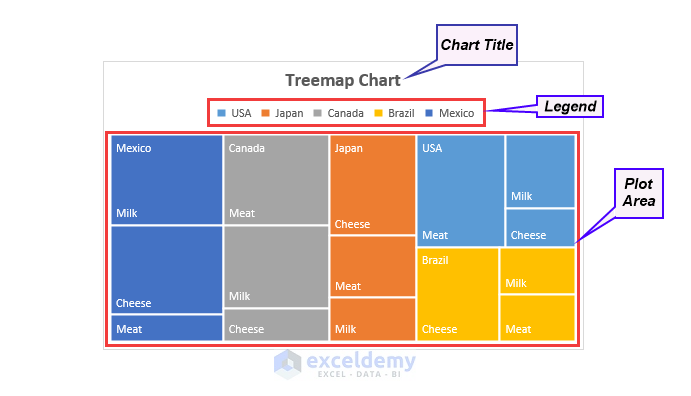 Chart Title
Treemap Chart
USA Japan Canada Brazil Mexico
Legend
Mexico
Milk
Cheese
Meat
Canada
Meat
Milk
Cheese
Japan
Cheese
Meat
Milk
USA
Meat
Milk
Cheese
Brazil
Cheese
Milk
Meat
Plot
Area
exceldemy
EXCEL - DATA - BI